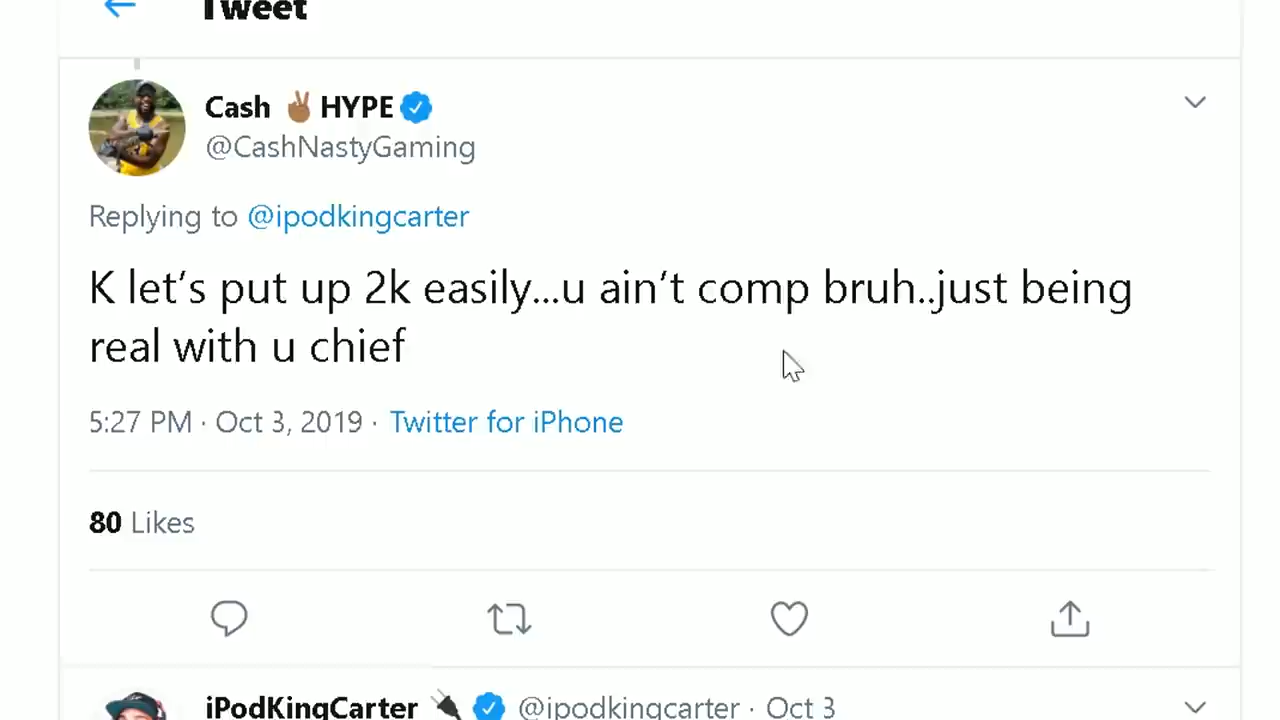 Tweet
Cash ✌🏾 HYPE
@CashNastyGaming
Replying to @ipodkingcarter
K let’s put up 2k easily...u ain’t comp bruh..just being
real with u chief
5:27 PM · Oct 3, 2019 · Twitter for iPhone
80 Likes
iPodKingCarter 🔌 @ipodkingcarter · Oct 3